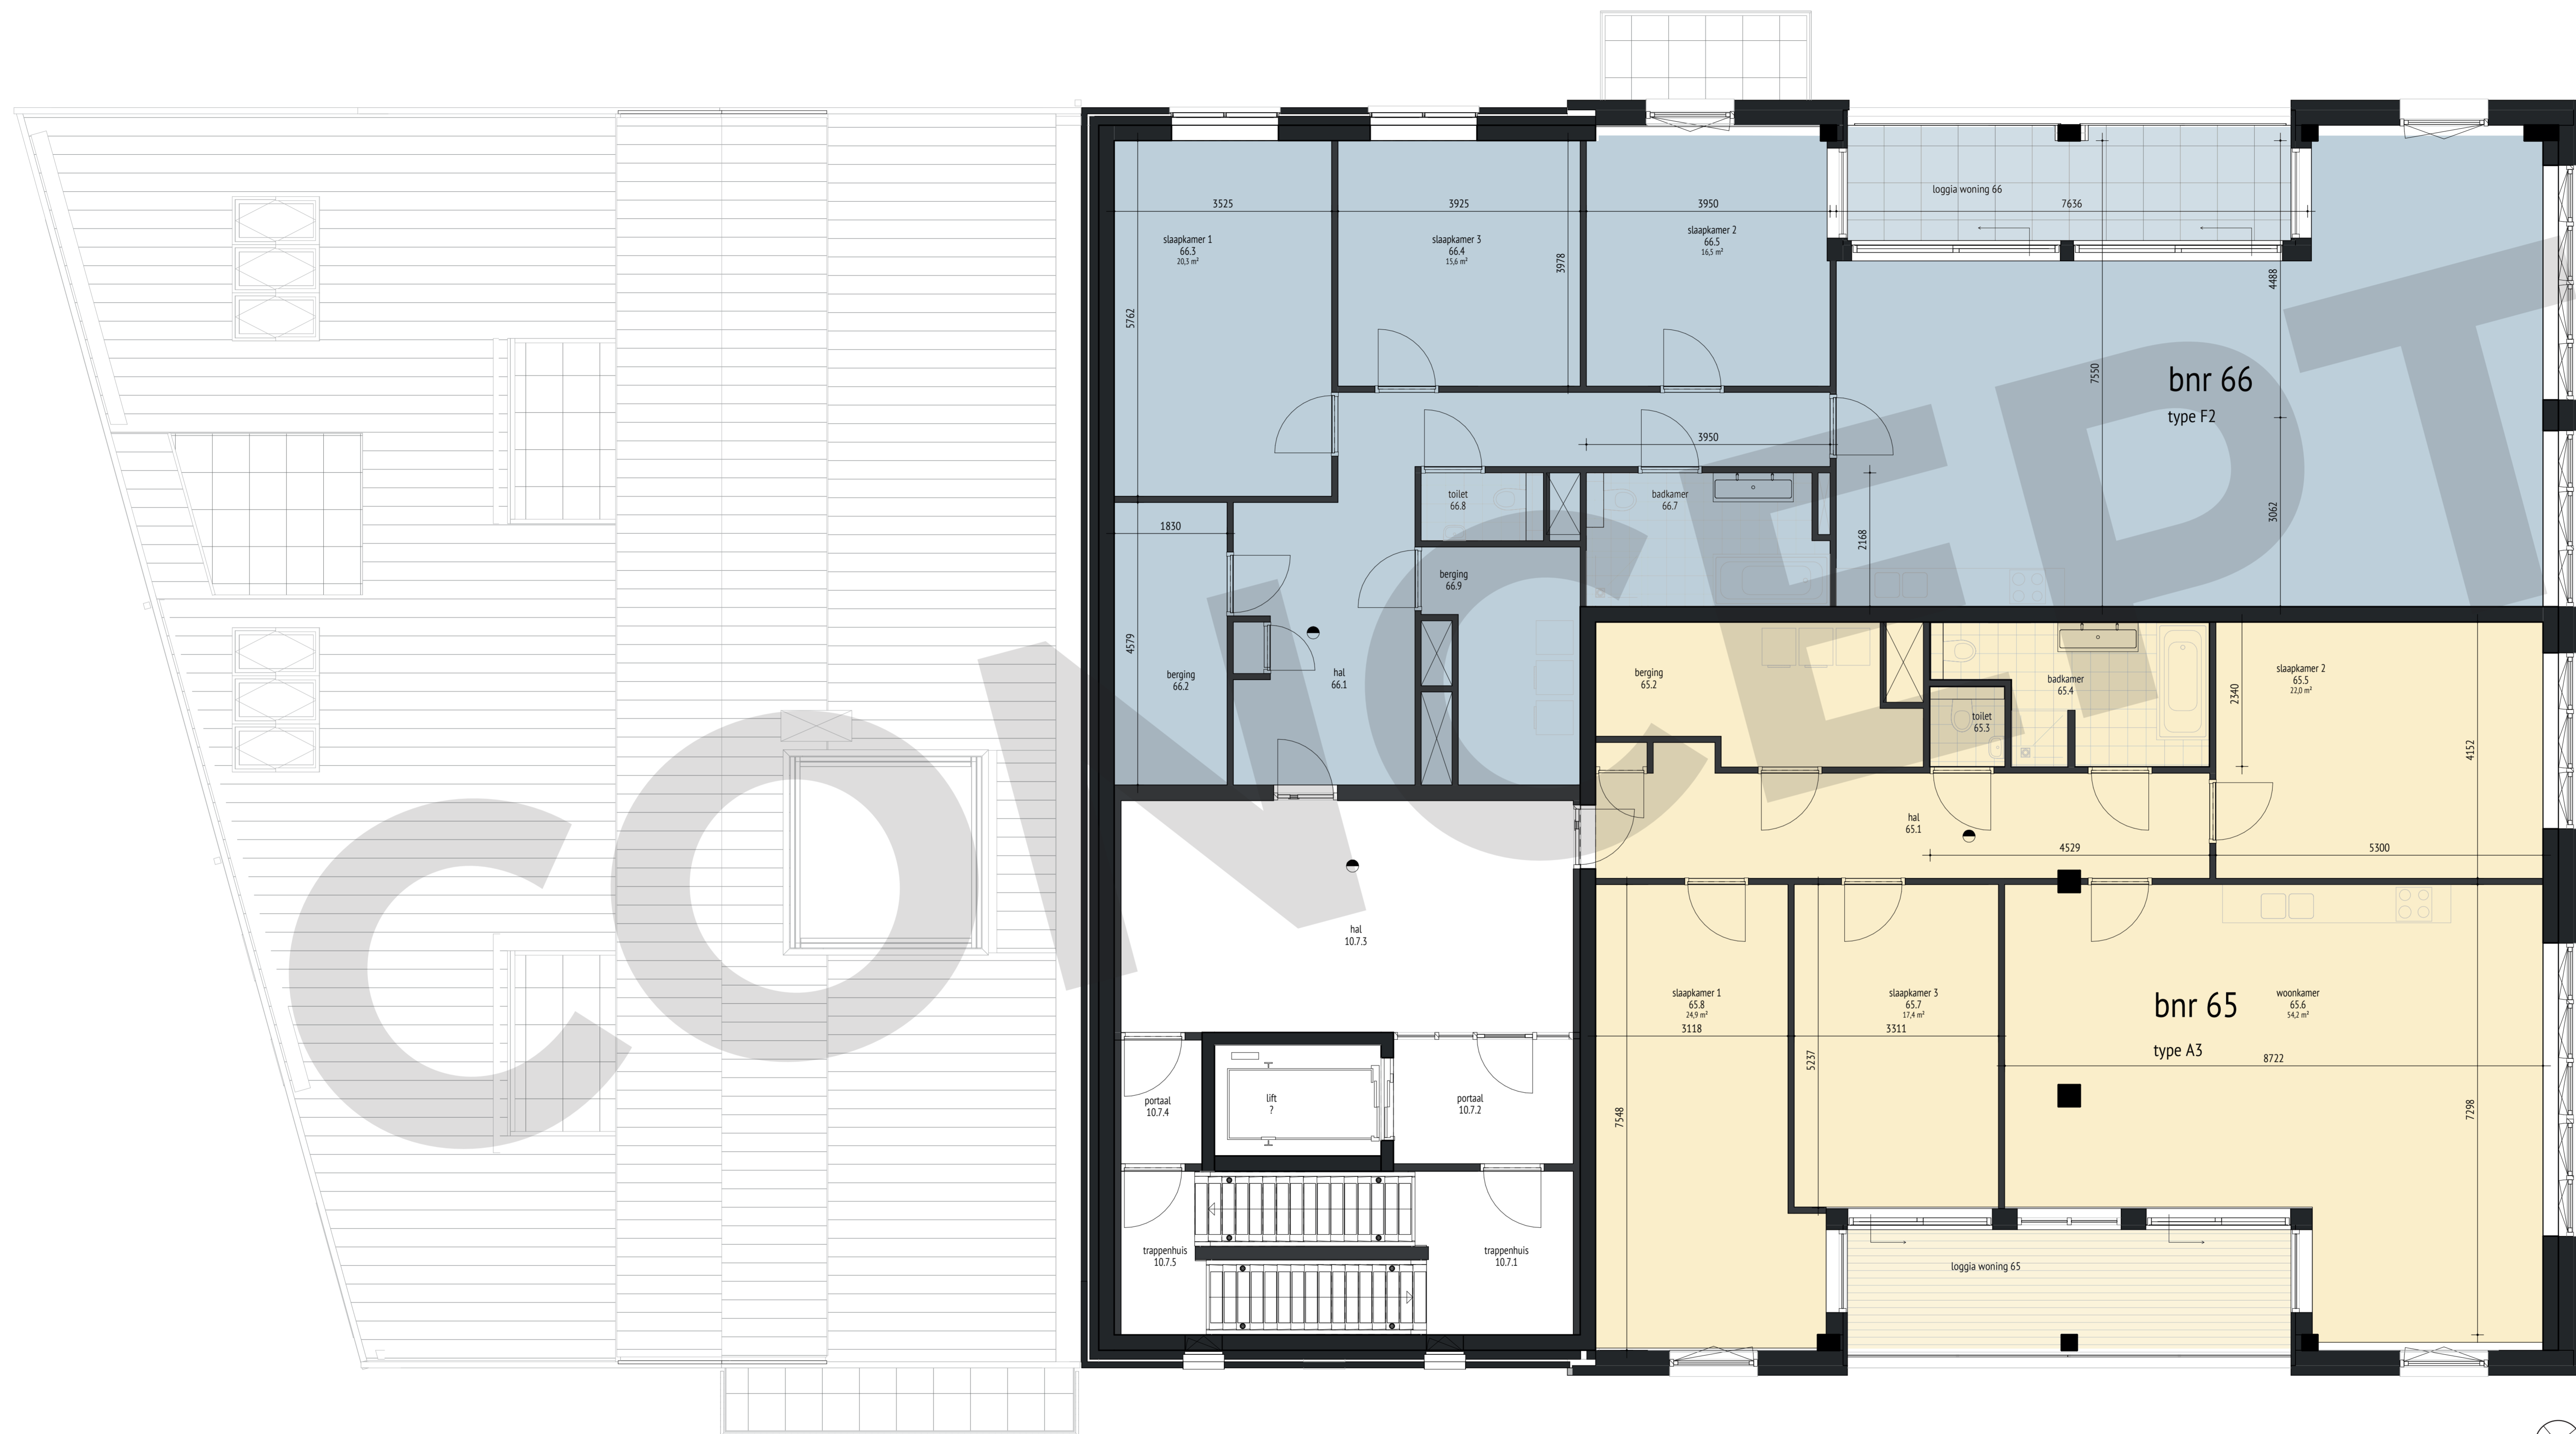 loggia woning 66
3525
3925
3950
7636
slaapkamer 1
66.3
20,3 m²
slaapkamer 3
66.4
15,6 m²
slaapkamer 2
66.5
16,5 m²
3978
4488
5762
7550
bnr 66
type F2
3950
toilet
66.8
badkamer
66.7
3062
1830
2168
berging
66.9
4579
berging
66.2
hal
66.1
berging
65.2
badkamer
65.4
toilet
65.3
2340
slaapkamer 2
65.5
22,0 m²
4152
hal
65.1
4529
5300
hal
10.7.3
slaapkamer 1
65.8
24,9 m²
3118
slaapkamer 3
65.7
17,4 m²
3311
bnr 65
type A3
woonkamer
65.6
54,2 m²
8722
5237
7548
7298
portaal
10.7.4
lift
?
portaal
10.7.2
trappenhuis
10.7.5
trappenhuis
10.7.1
loggia woning 65
CONCEPT